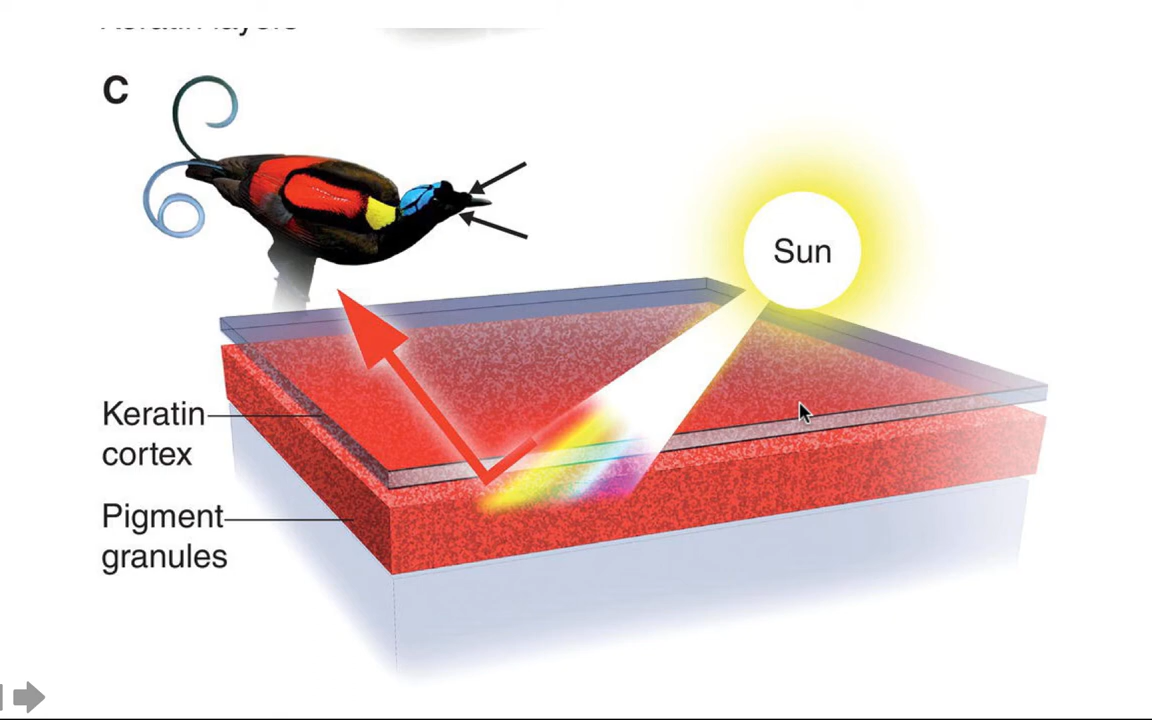 C
Sun
Keratin
cortex
Pigment
granules